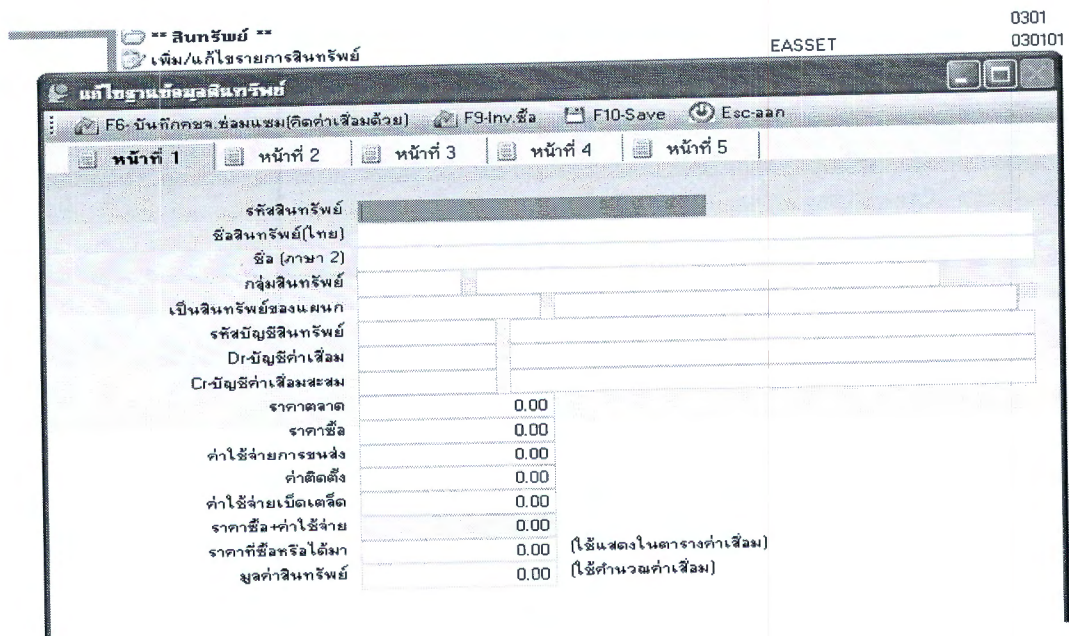 0301
** สินทรัพย์ **
เพิ่ม/แก้ไขรายการสินทรัพย์ EASSET 030101
แก้ไขฐานข้อมูลสินทรัพย์
F6- บันทึกคชจ.ซ่อมแซม(คิดค่าเสื่อมด้วย) F9-Inv.ซื้อ F10-Save Esc-ออก
หน้าที่ 1 หน้าที่ 2 หน้าที่ 3 หน้าที่ 4 หน้าที่ 5
รหัสสินทรัพย์
ชื่อสินทรัพย์(ไทย)
ชื่อ (ภาษา 2)
กลุ่มสินทรัพย์
เป็นสินทรัพย์ของแผนก
รหัสบัญชีสินทรัพย์
Dr-บัญชีค่าเสื่อม
Cr-บัญชีค่าเสื่อมสะสม
ราคาตลาด 0.00
ราคาซื้อ 0.00
ค่าใช้จ่ายการขนส่ง 0.00
ค่าติดตั้ง 0.00
ค่าใช้จ่ายเบ็ดเตล็ด 0.00
ราคาซื้อ+ค่าใช้จ่าย 0.00
ราคาที่ซื้อหรือได้มา 0.00 (ใช้แสดงในตารางค่าเสื่อม)
มูลค่าสินทรัพย์ 0.00 (ใช้คำนวณค่าเสื่อม)